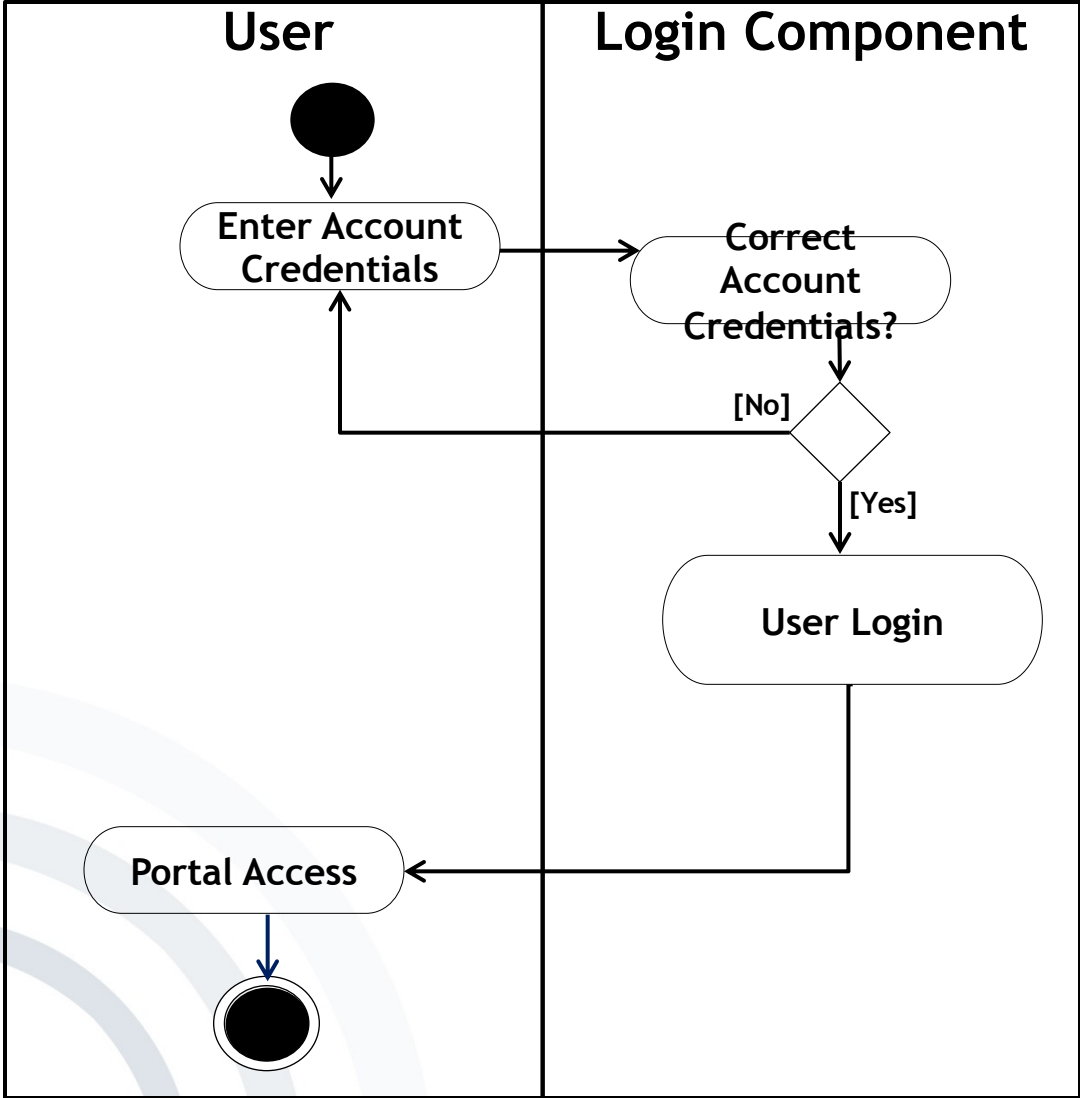 User
Login Component
Enter Account
Credentials
Correct
Account
Credentials?
[No]
[Yes]
User Login
Portal Access